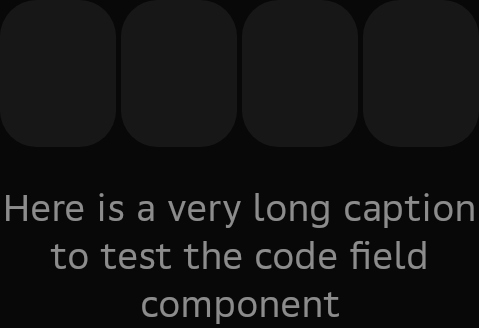 Here is a very long caption
to test the code field
component